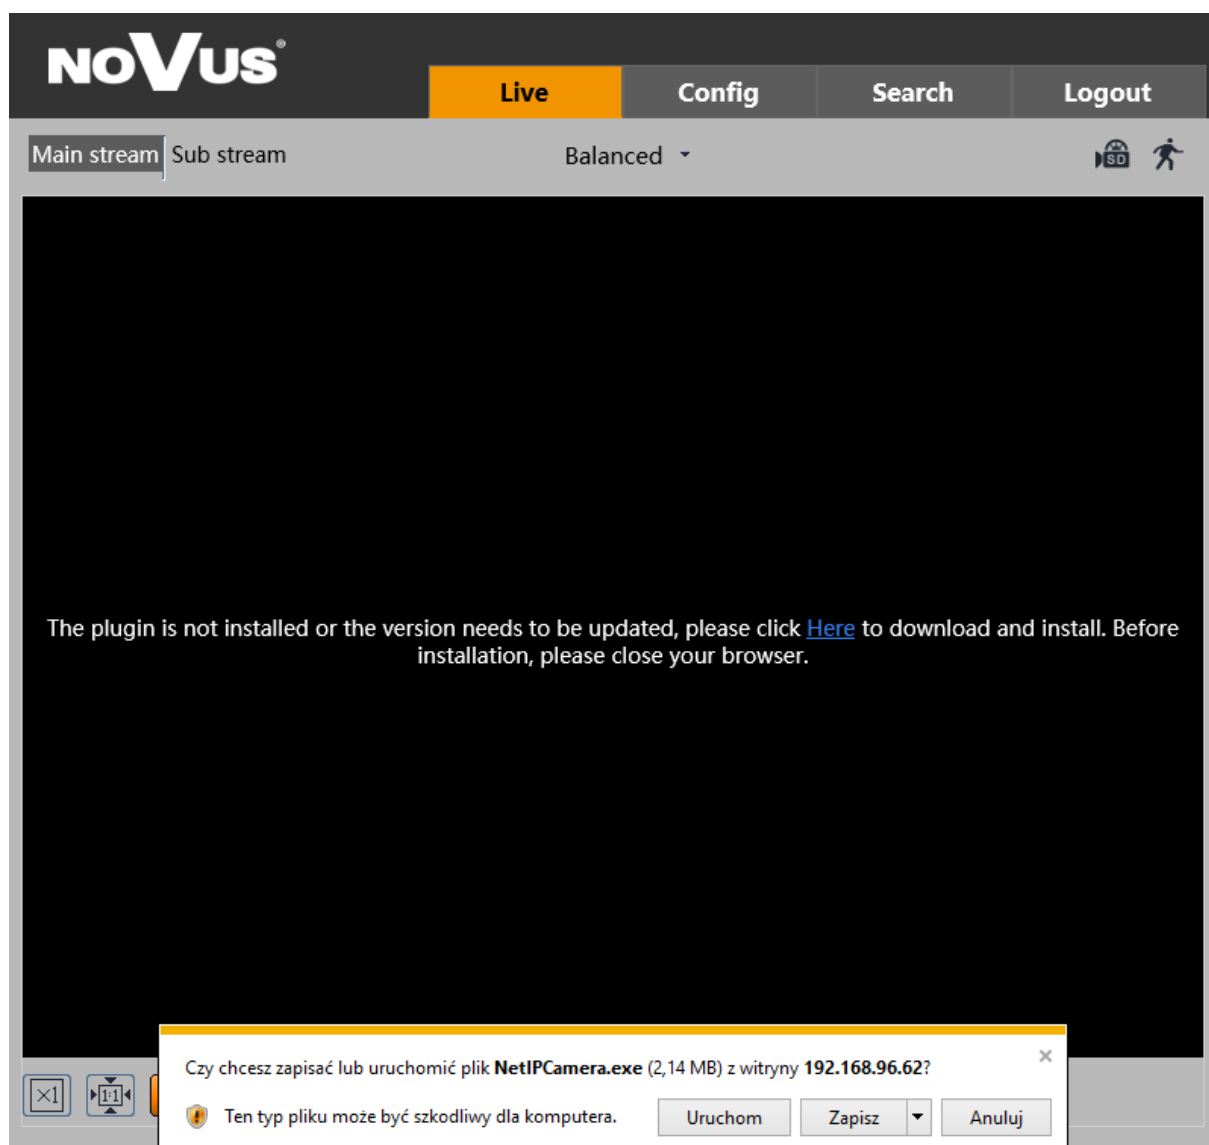 NOVUS®
Live Config Search Logout
Main stream Sub stream Balanced SD
The plugin is not installed or the version needs to be updated, please click Here to download and install. Before
installation, please close your browser.
Czy chcesz zapisać lub uruchomić plik NetIPCamera.exe (2,14 MB) z witryny 192.168.96.62?
×1 1:1 Ten typ pliku może być szkodliwy dla komputera. Uruchom Zapisz Anuluj